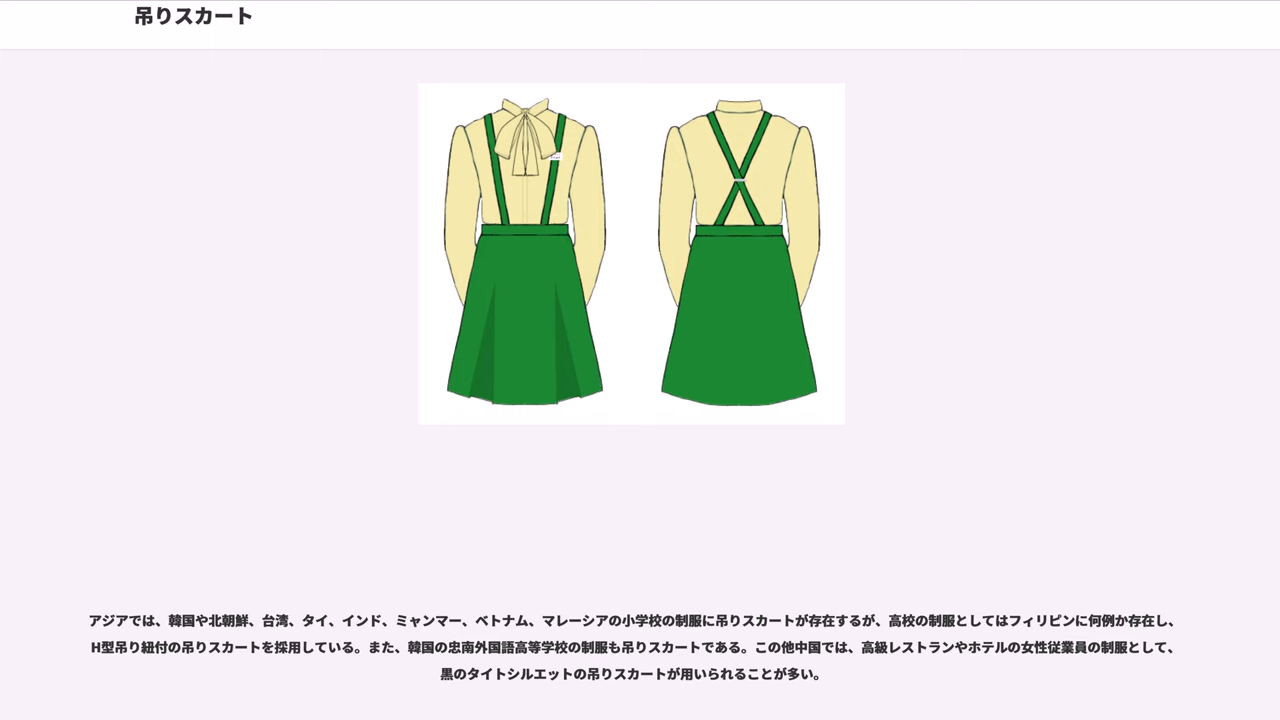 吊りスカート
アジアでは、韓国や北朝鮮、台湾、タイ、インド、ミャンマー、ベトナム、マレーシアの小学校の制服に吊りスカートが存在するが、高校の制服としてはフィリピンに何例か存在し、
H型吊り紐付の吊りスカートを採用している。また、韓国の忠南外国語高等学校の制服も吊りスカートである。この他中国では、高級レストランやホテルの女性従業員の制服として、
黒のタイトシルエットの吊りスカートが用いられることが多い。